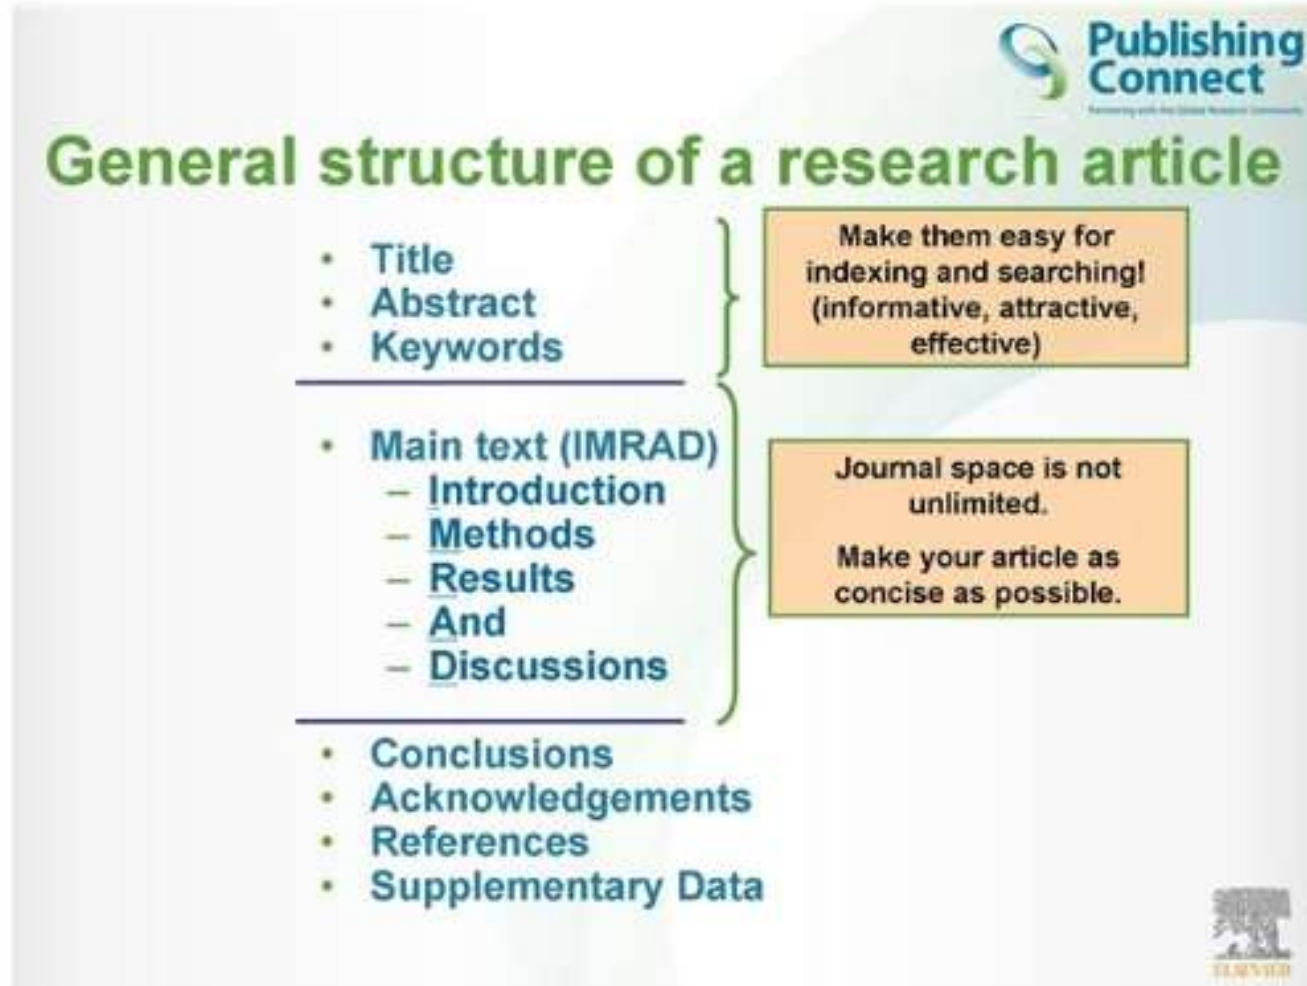 Publishing
Connect
General structure of a research article
• Title
• Abstract
• Keywords
Make them easy for
indexing and searching!
(informative, attractive,
effective)
• Main text (IMRAD)
– Introduction
– Methods
– Results
– And
– Discussions
Journal space is not
unlimited.
Make your article as
concise as possible.
• Conclusions
• Acknowledgements
• References
• Supplementary Data
ELSEVIER